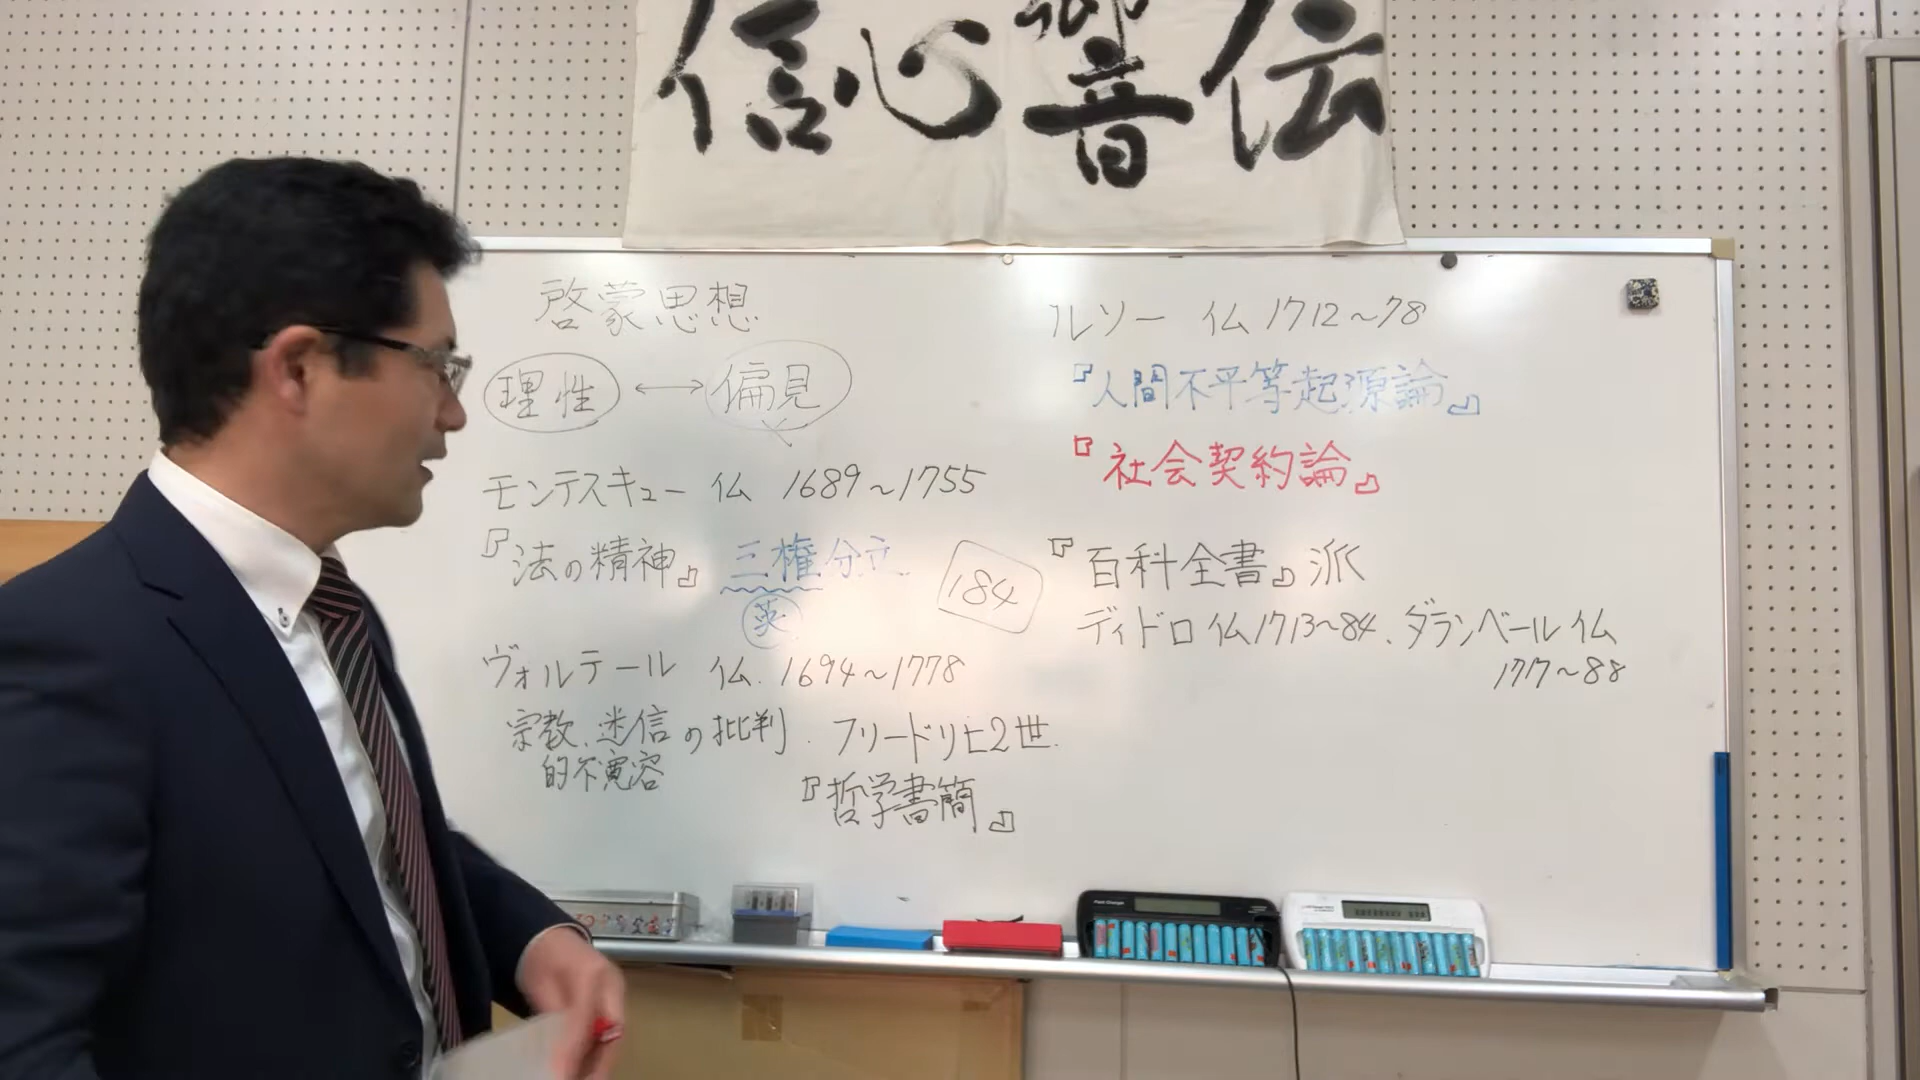 信心響伝
啓蒙思想
理性 ←→ 偏見
モンテスキュー 仏 1689～1755
『法の精神』 三権分立
英
184
ヴォルテール 仏. 1694～1778
宗教、迷信の批判. フリードリヒ2世.
的不寛容
『哲学書簡』
ルソー 仏 1712～78
『人間不平等起源論』
『社会契約論』
『百科全書』派
ディドロ 仏 1713～84、ダランベール 仏
1717～83